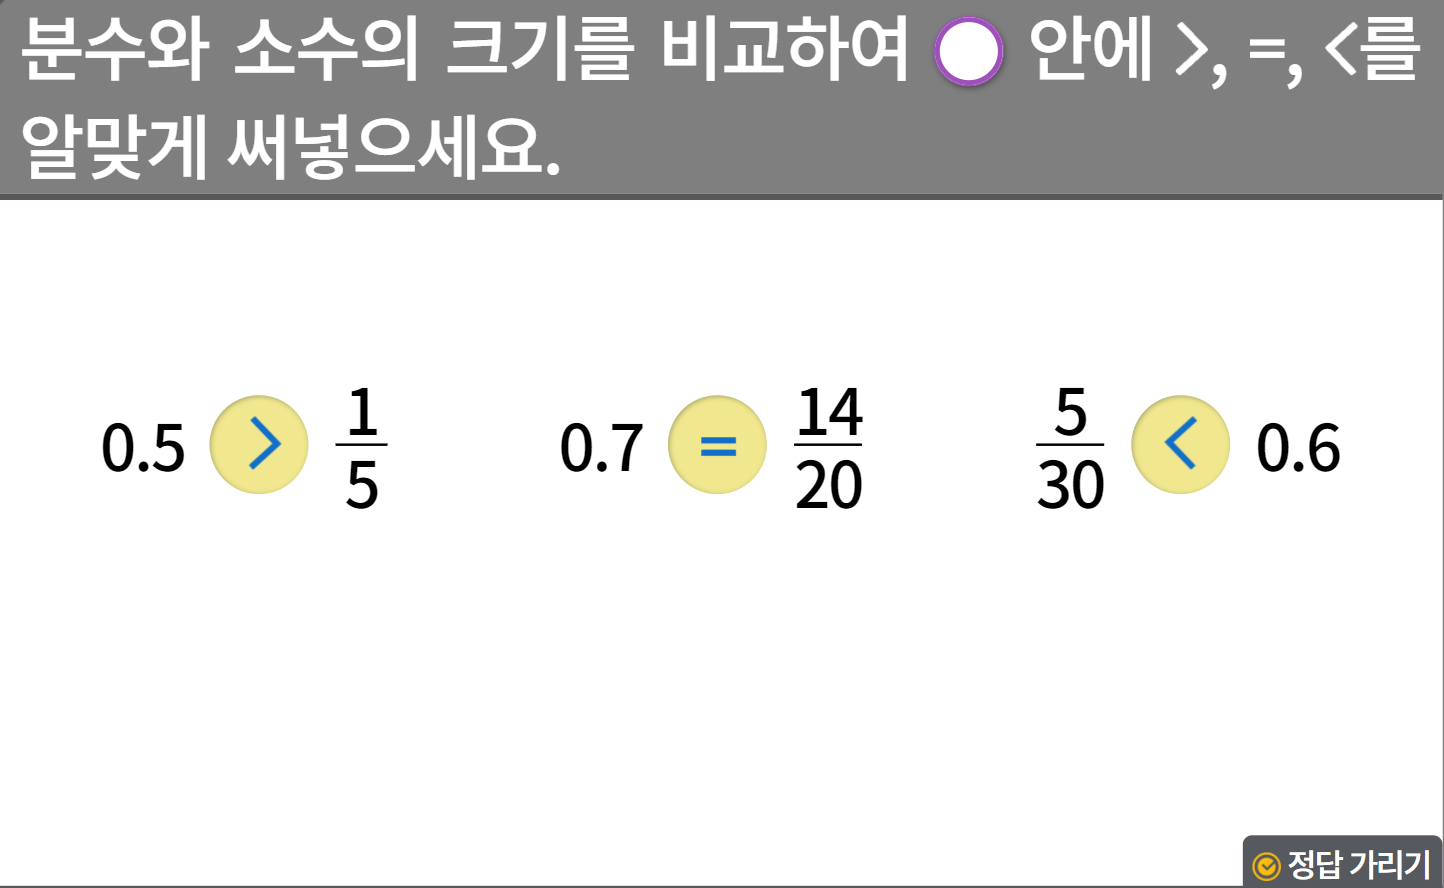 분수와 소수의 크기를 비교하여 ○ 안에 >, =, <를
알맞게 써넣으세요.
0.5 > 1/5
0.7 = 14/20
5/30 < 0.6
정답 가리기